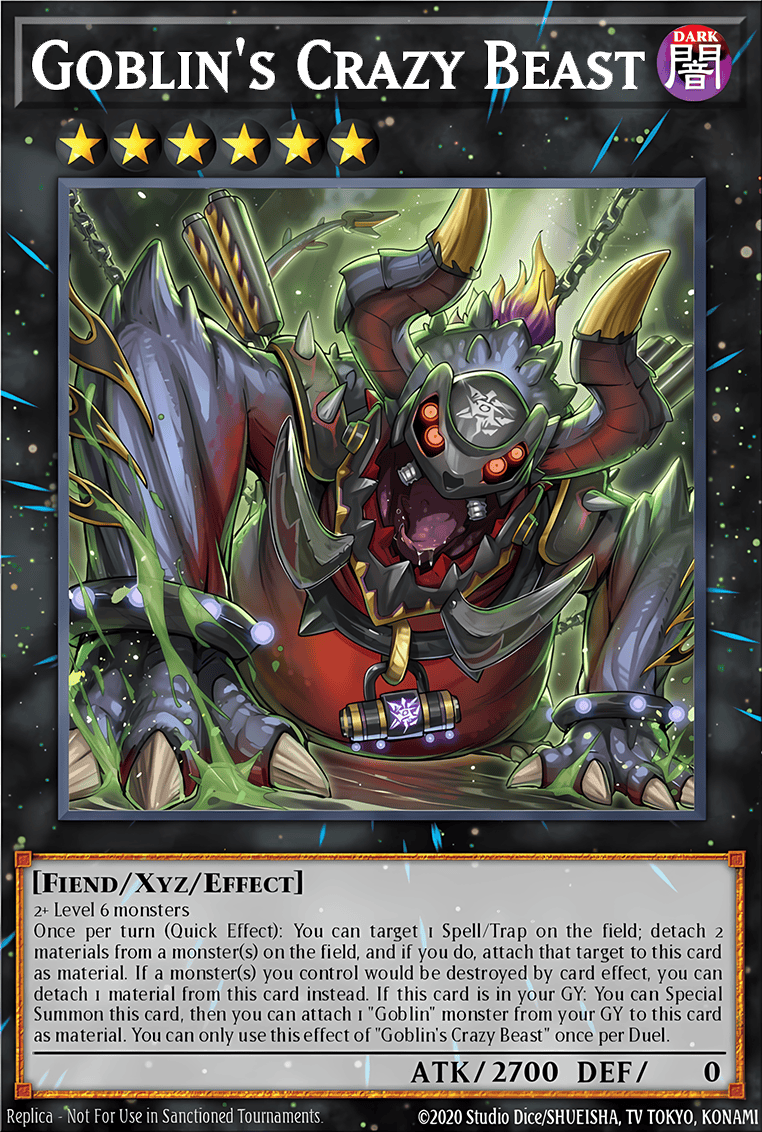 Goblin's Crazy Beast
DARK
闇
[Fiend/Xyz/Effect]
2+ Level 6 monsters
Once per turn (Quick Effect): You can target 1 Spell/Trap on the field; detach 2
materials from a monster(s) on the field, and if you do, attach that target to this card
as material. If a monster(s) you control would be destroyed by card effect, you can
detach 1 material from this card instead. If this card is in your GY: You can Special
Summon this card, then you can attach 1 "Goblin" monster from your GY to this card
as material. You can only use this effect of "Goblin's Crazy Beast" once per Duel.
ATK/2700 DEF/ 0
Replica - Not For Use in Sanctioned Tournaments.
©2020 Studio Dice/SHUEISHA, TV TOKYO, KONAMI